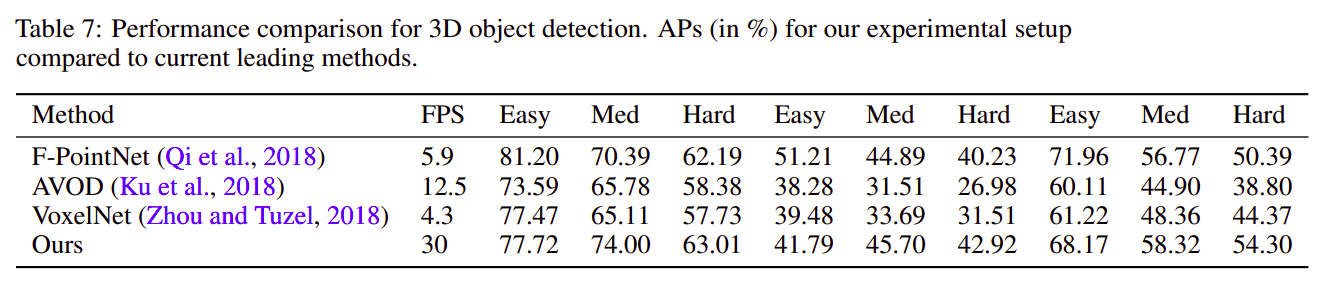 Table 7: Performance comparison for 3D object detection. APs (in %) for our experimental setup
compared to current leading methods.
Method FPS Easy Med Hard Easy Med Hard Easy Med Hard
F-PointNet (Qi et al., 2018) 5.9 81.20 70.39 62.19 51.21 44.89 40.23 71.96 56.77 50.39
AVOD (Ku et al., 2018) 12.5 73.59 65.78 58.38 38.28 31.51 26.98 60.11 44.90 38.80
VoxelNet (Zhou and Tuzel, 2018) 4.3 77.47 65.11 57.73 39.48 33.69 31.51 61.22 48.36 44.37
Ours 30 77.72 74.00 63.01 41.79 45.70 42.92 68.17 58.32 54.30